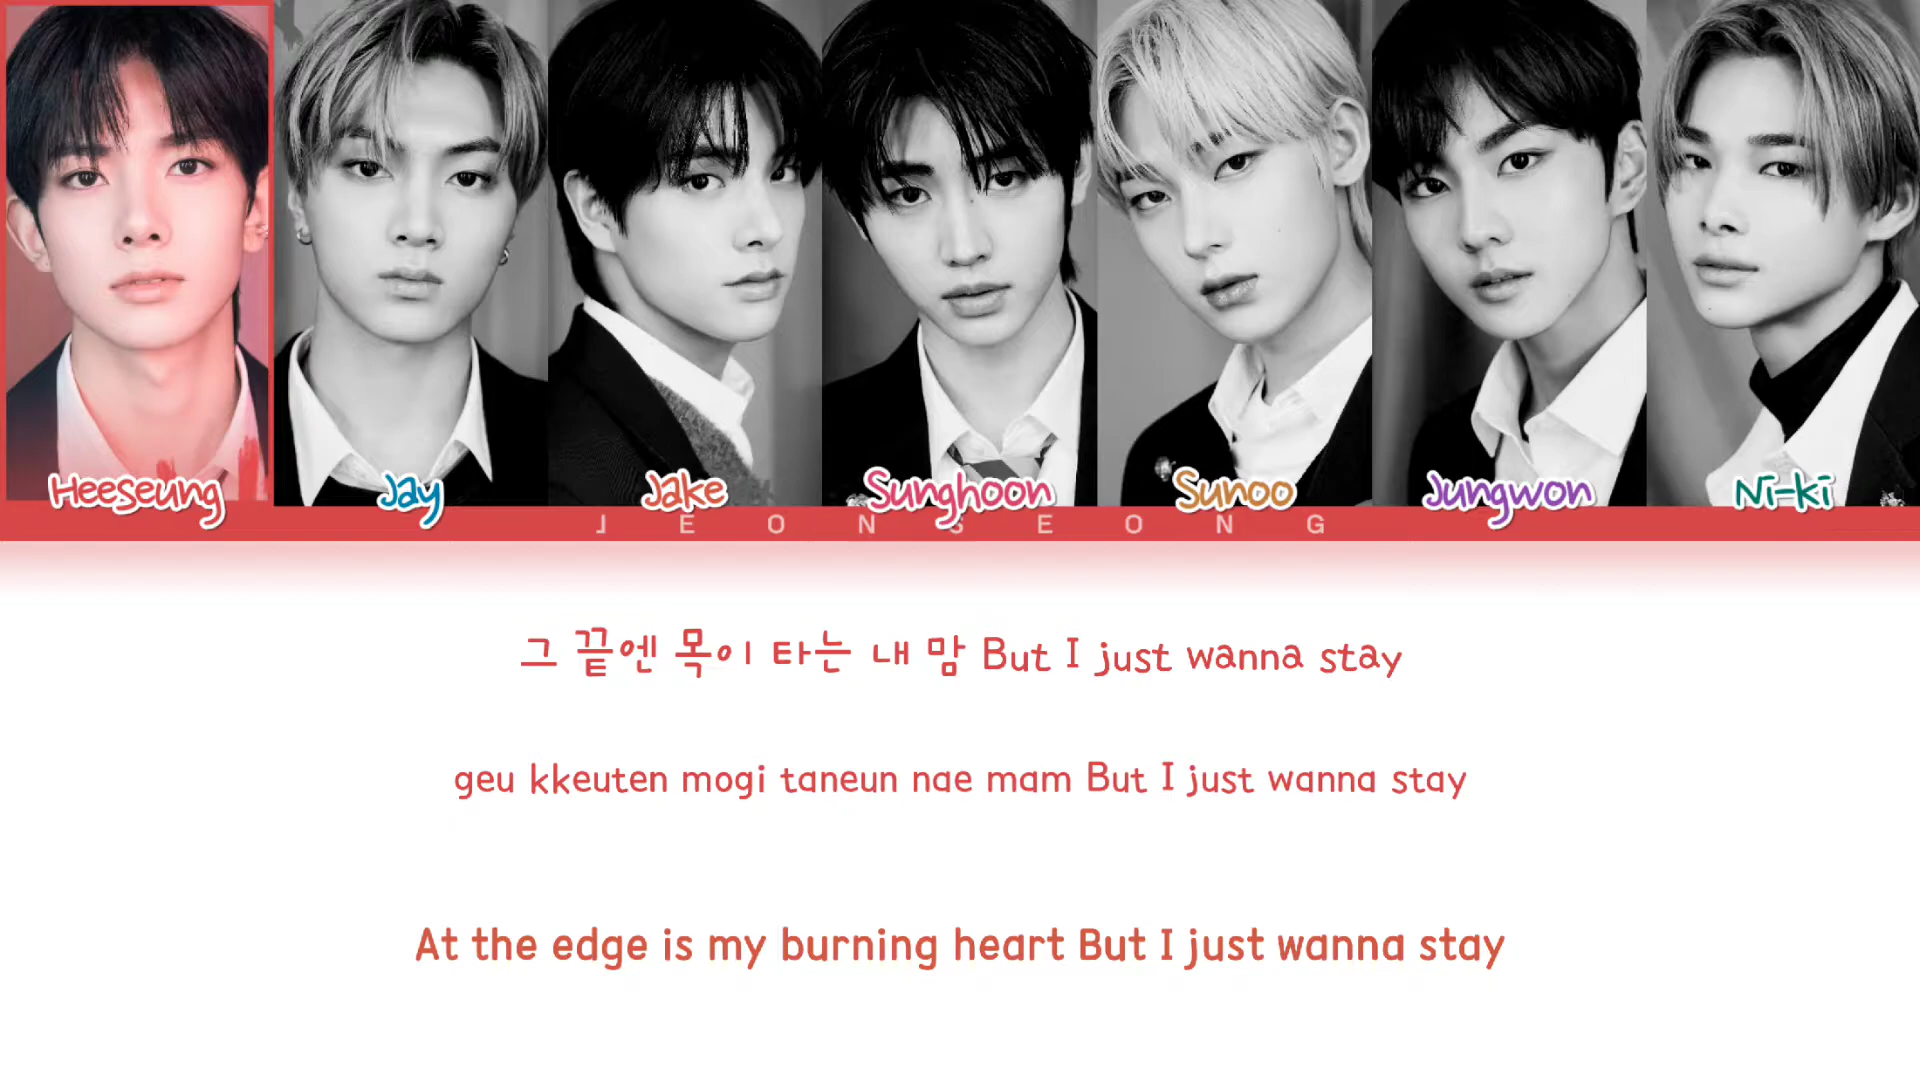 Heeseung Jay Jake Sunghoon Sunoo Jungwon Ni-ki
JEONSEONG
그 끝엔 목이 타는 내 맘 But I just wanna stay
geu kkeuten mogi taneun nae mam But I just wanna stay
At the edge is my burning heart But I just wanna stay